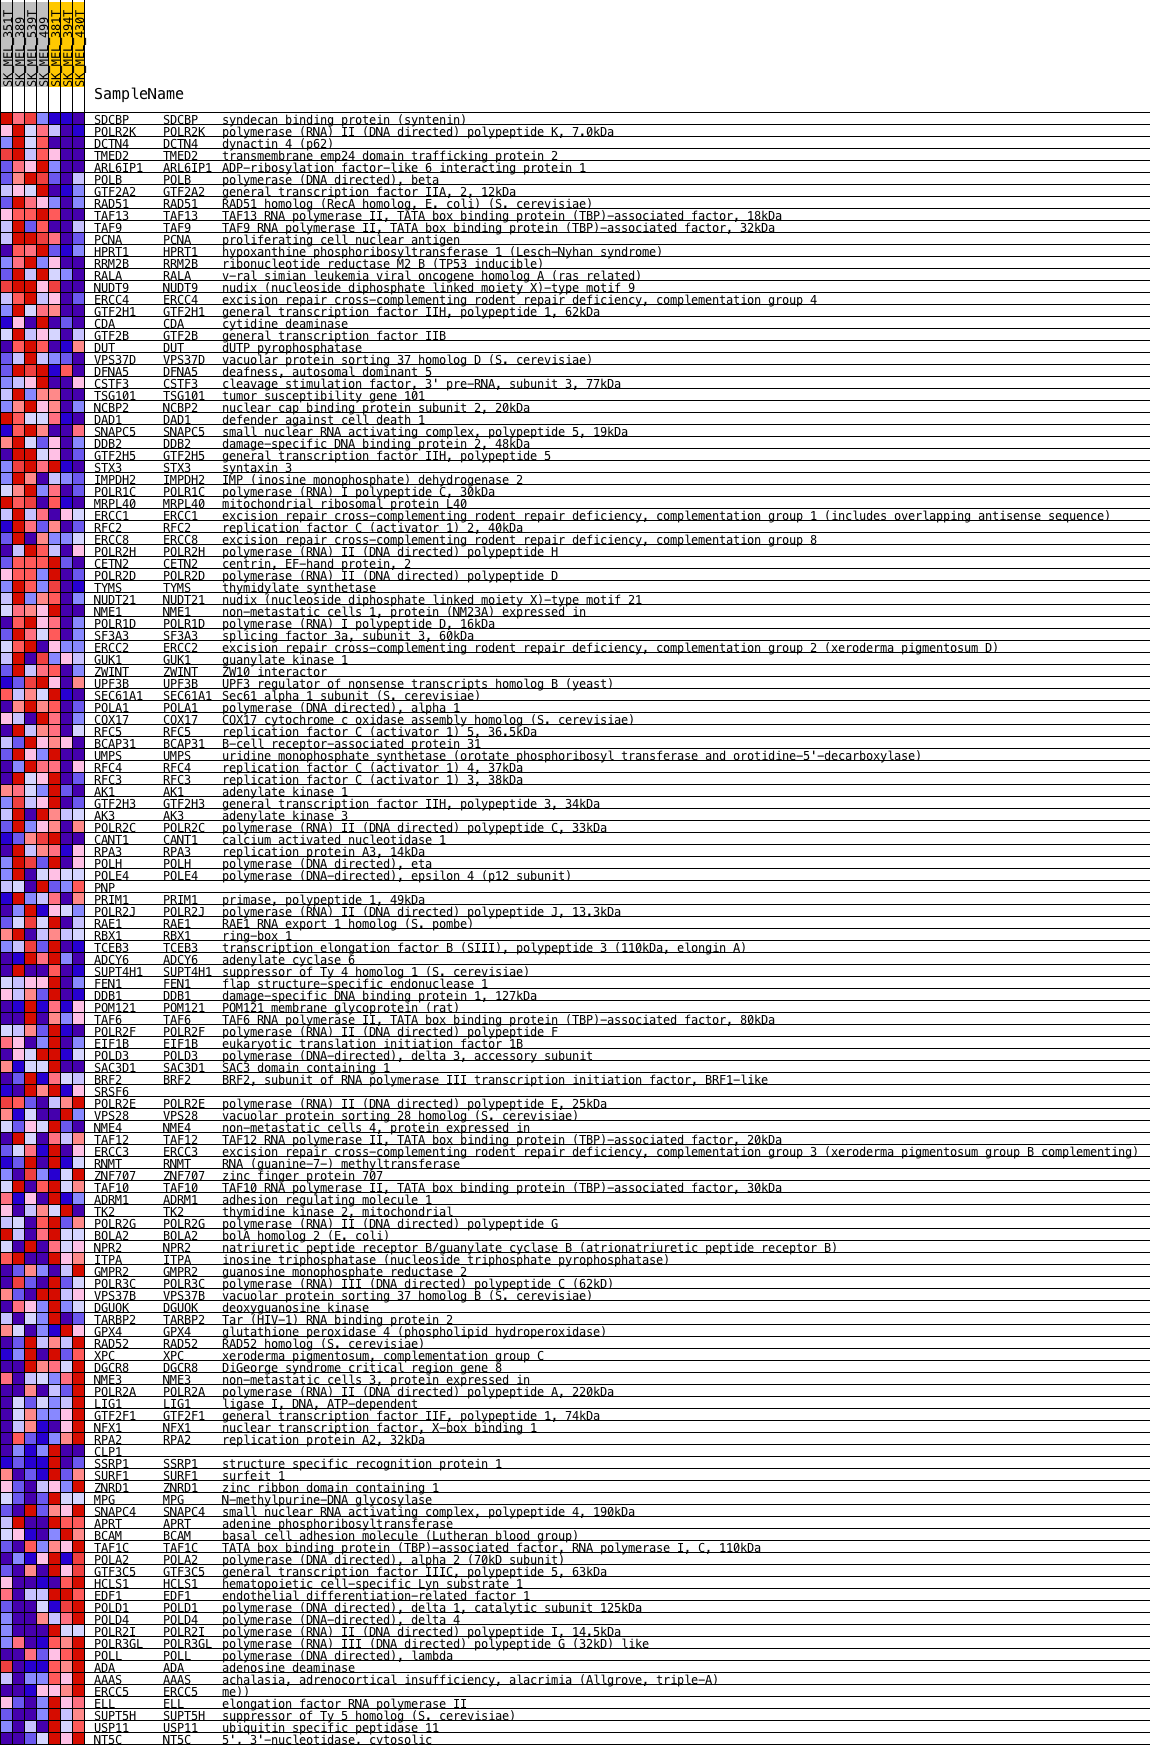 SK_MEL_351T
SK_MEL_389
SK_MEL_539T
SK_MEL_499
SK_MEL_381T
SK_MEL_394T
SK_MEL_430T
SampleName
SDCBP SDCBP syndecan binding protein (syntenin)
POLR2K POLR2K polymerase (RNA) II (DNA directed) polypeptide K, 7.0kDa
DCTN4 DCTN4 dynactin 4 (p62)
TMED2 TMED2 transmembrane emp24 domain trafficking protein 2
ARL6IP1 ARL6IP1 ADP-ribosylation factor-like 6 interacting protein 1
POLB POLB polymerase (DNA directed), beta
GTF2A2 GTF2A2 general transcription factor IIA, 2, 12kDa
RAD51 RAD51 RAD51 homolog (RecA homolog, E. coli) (S. cerevisiae)
TAF13 TAF13 TAF13 RNA polymerase II, TATA box binding protein (TBP)-associated factor, 18kDa
TAF9 TAF9 TAF9 RNA polymerase II, TATA box binding protein (TBP)-associated factor, 32kDa
PCNA PCNA proliferating cell nuclear antigen
HPRT1 HPRT1 hypoxanthine phosphoribosyltransferase 1 (Lesch-Nyhan syndrome)
RRM2B RRM2B ribonucleotide reductase M2 B (TP53 inducible)
RALA RALA v-ral simian leukemia viral oncogene homolog A (ras related)
NUDT9 NUDT9 nudix (nucleoside diphosphate linked moiety X)-type motif 9
ERCC4 ERCC4 excision repair cross-complementing rodent repair deficiency, complementation group 4
GTF2H1 GTF2H1 general transcription factor IIH, polypeptide 1, 62kDa
CDA CDA cytidine deaminase
GTF2B GTF2B general transcription factor IIB
DUT DUT dUTP pyrophosphatase
VPS37D VPS37D vacuolar protein sorting 37 homolog D (S. cerevisiae)
DFNA5 DFNA5 deafness, autosomal dominant 5
CSTF3 CSTF3 cleavage stimulation factor, 3' pre-RNA, subunit 3, 77kDa
TSG101 TSG101 tumor susceptibility gene 101
NCBP2 NCBP2 nuclear cap binding protein subunit 2, 20kDa
DAD1 DAD1 defender against cell death 1
SNAPC5 SNAPC5 small nuclear RNA activating complex, polypeptide 5, 19kDa
DDB2 DDB2 damage-specific DNA binding protein 2, 48kDa
GTF2H5 GTF2H5 general transcription factor IIH, polypeptide 5
STX3 STX3 syntaxin 3
IMPDH2 IMPDH2 IMP (inosine monophosphate) dehydrogenase 2
POLR1C POLR1C polymerase (RNA) I polypeptide C, 30kDa
MRPL40 MRPL40 mitochondrial ribosomal protein L40
ERCC1 ERCC1 excision repair cross-complementing rodent repair deficiency, complementation group 1 (includes overlapping antisense sequence)
RFC2 RFC2 replication factor C (activator 1) 2, 40kDa
ERCC8 ERCC8 excision repair cross-complementing rodent repair deficiency, complementation group 8
POLR2H POLR2H polymerase (RNA) II (DNA directed) polypeptide H
CETN2 CETN2 centrin, EF-hand protein, 2
POLR2D POLR2D polymerase (RNA) II (DNA directed) polypeptide D
TYMS TYMS thymidylate synthetase
NUDT21 NUDT21 nudix (nucleoside diphosphate linked moiety X)-type motif 21
NME1 NME1 non-metastatic cells 1, protein (NM23A) expressed in
POLR1D POLR1D polymerase (RNA) I polypeptide D, 16kDa
SF3A3 SF3A3 splicing factor 3a, subunit 3, 60kDa
ERCC2 ERCC2 excision repair cross-complementing rodent repair deficiency, complementation group 2 (xeroderma pigmentosum D)
GUK1 GUK1 guanylate kinase 1
ZWINT ZWINT ZW10 interactor
UPF3B UPF3B UPF3 regulator of nonsense transcripts homolog B (yeast)
SEC61A1 SEC61A1 Sec61 alpha 1 subunit (S. cerevisiae)
POLA1 POLA1 polymerase (DNA directed), alpha 1
COX17 COX17 COX17 cytochrome c oxidase assembly homolog (S. cerevisiae)
RFC5 RFC5 replication factor C (activator 1) 5, 36.5kDa
BCAP31 BCAP31 B-cell receptor-associated protein 31
UMPS UMPS uridine monophosphate synthetase (orotate phosphoribosyl transferase and orotidine-5'-decarboxylase)
RFC4 RFC4 replication factor C (activator 1) 4, 37kDa
RFC3 RFC3 replication factor C (activator 1) 3, 38kDa
AK1 AK1 adenylate kinase 1
GTF2H3 GTF2H3 general transcription factor IIH, polypeptide 3, 34kDa
AK3 AK3 adenylate kinase 3
POLR2C POLR2C polymerase (RNA) II (DNA directed) polypeptide C, 33kDa
CANT1 CANT1 calcium activated nucleotidase 1
RPA3 RPA3 replication protein A3, 14kDa
POLH POLH polymerase (DNA directed), eta
POLE4 POLE4 polymerase (DNA-directed), epsilon 4 (p12 subunit)
PNP
PRIM1 PRIM1 primase, polypeptide 1, 49kDa
POLR2J POLR2J polymerase (RNA) II (DNA directed) polypeptide J, 13.3kDa
RAE1 RAE1 RAE1 RNA export 1 homolog (S. pombe)
RBX1 RBX1 ring-box 1
TCEB3 TCEB3 transcription elongation factor B (SIII), polypeptide 3 (110kDa, elongin A)
ADCY6 ADCY6 adenylate cyclase 6
SUPT4H1 SUPT4H1 suppressor of Ty 4 homolog 1 (S. cerevisiae)
FEN1 FEN1 flap structure-specific endonuclease 1
DDB1 DDB1 damage-specific DNA binding protein 1, 127kDa
POM121 POM121 POM121 membrane glycoprotein (rat)
TAF6 TAF6 TAF6 RNA polymerase II, TATA box binding protein (TBP)-associated factor, 80kDa
POLR2F POLR2F polymerase (RNA) II (DNA directed) polypeptide F
EIF1B EIF1B eukaryotic translation initiation factor 1B
POLD3 POLD3 polymerase (DNA-directed), delta 3, accessory subunit
SAC3D1 SAC3D1 SAC3 domain containing 1
BRF2 BRF2 BRF2, subunit of RNA polymerase III transcription initiation factor, BRF1-like
SRSF6
POLR2E POLR2E polymerase (RNA) II (DNA directed) polypeptide E, 25kDa
VPS28 VPS28 vacuolar protein sorting 28 homolog (S. cerevisiae)
NME4 NME4 non-metastatic cells 4, protein expressed in
TAF12 TAF12 TAF12 RNA polymerase II, TATA box binding protein (TBP)-associated factor, 20kDa
ERCC3 ERCC3 excision repair cross-complementing rodent repair deficiency, complementation group 3 (xeroderma pigmentosum group B complementing)
RNMT RNMT RNA (guanine-7-) methyltransferase
ZNF707 ZNF707 zinc finger protein 707
TAF10 TAF10 TAF10 RNA polymerase II, TATA box binding protein (TBP)-associated factor, 30kDa
ADRM1 ADRM1 adhesion regulating molecule 1
TK2 TK2 thymidine kinase 2, mitochondrial
POLR2G POLR2G polymerase (RNA) II (DNA directed) polypeptide G
BOLA2 BOLA2 bolA homolog 2 (E. coli)
NPR2 NPR2 natriuretic peptide receptor B/guanylate cyclase B (atrionatriuretic peptide receptor B)
ITPA ITPA inosine triphosphatase (nucleoside triphosphate pyrophosphatase)
GMPR2 GMPR2 guanosine monophosphate reductase 2
POLR3C POLR3C polymerase (RNA) III (DNA directed) polypeptide C (62kD)
VPS37B VPS37B vacuolar protein sorting 37 homolog B (S. cerevisiae)
DGUOK DGUOK deoxyguanosine kinase
TARBP2 TARBP2 Tar (HIV-1) RNA binding protein 2
GPX4 GPX4 glutathione peroxidase 4 (phospholipid hydroperoxidase)
RAD52 RAD52 RAD52 homolog (S. cerevisiae)
XPC XPC xeroderma pigmentosum, complementation group C
DGCR8 DGCR8 DiGeorge syndrome critical region gene 8
NME3 NME3 non-metastatic cells 3, protein expressed in
POLR2A POLR2A polymerase (RNA) II (DNA directed) polypeptide A, 220kDa
LIG1 LIG1 ligase I, DNA, ATP-dependent
GTF2F1 GTF2F1 general transcription factor IIF, polypeptide 1, 74kDa
NFX1 NFX1 nuclear transcription factor, X-box binding 1
RPA2 RPA2 replication protein A2, 32kDa
CLP1
SSRP1 SSRP1 structure specific recognition protein 1
SURF1 SURF1 surfeit 1
ZNRD1 ZNRD1 zinc ribbon domain containing 1
MPG MPG N-methylpurine-DNA glycosylase
SNAPC4 SNAPC4 small nuclear RNA activating complex, polypeptide 4, 190kDa
APRT APRT adenine phosphoribosyltransferase
BCAM BCAM basal cell adhesion molecule (Lutheran blood group)
TAF1C TAF1C TATA box binding protein (TBP)-associated factor, RNA polymerase I, C, 110kDa
POLA2 POLA2 polymerase (DNA directed), alpha 2 (70kD subunit)
GTF3C5 GTF3C5 general transcription factor IIIC, polypeptide 5, 63kDa
HCLS1 HCLS1 hematopoietic cell-specific Lyn substrate 1
EDF1 EDF1 endothelial differentiation-related factor 1
POLD1 POLD1 polymerase (DNA directed), delta 1, catalytic subunit 125kDa
POLD4 POLD4 polymerase (DNA-directed), delta 4
POLR2I POLR2I polymerase (RNA) II (DNA directed) polypeptide I, 14.5kDa
POLR3GL POLR3GL polymerase (RNA) III (DNA directed) polypeptide G (32kD) like
POLL POLL polymerase (DNA directed), lambda
ADA ADA adenosine deaminase
AAAS AAAS achalasia, adrenocortical insufficiency, alacrimia (Allgrove, triple-A)
ERCC5 ERCC5 me))
ELL ELL elongation factor RNA polymerase II
SUPT5H SUPT5H suppressor of Ty 5 homolog (S. cerevisiae)
USP11 USP11 ubiquitin specific peptidase 11
NT5C NT5C 5', 3'-nucleotidase, cytosolic